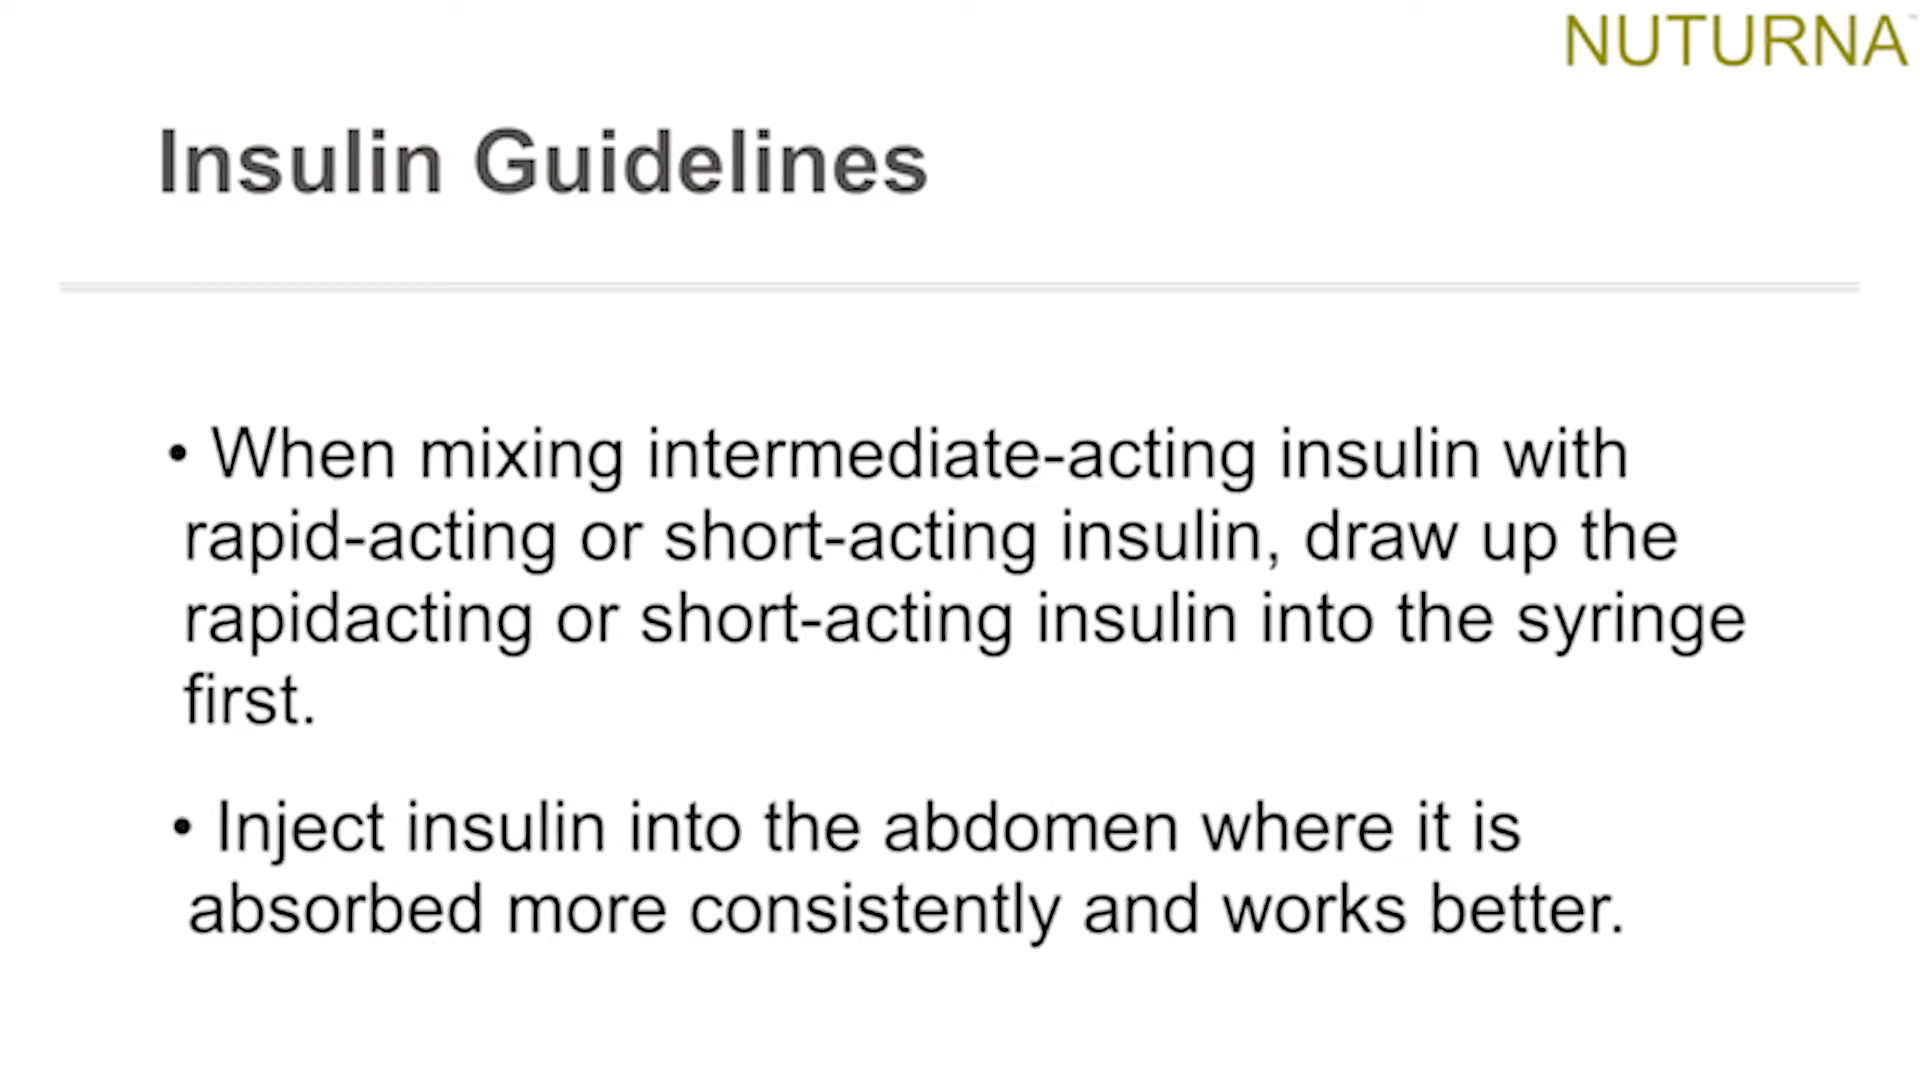 NUTURNA™
Insulin Guidelines
• When mixing intermediate-acting insulin with
rapid-acting or short-acting insulin, draw up the
rapidacting or short-acting insulin into the syringe
first.
• Inject insulin into the abdomen where it is
absorbed more consistently and works better.